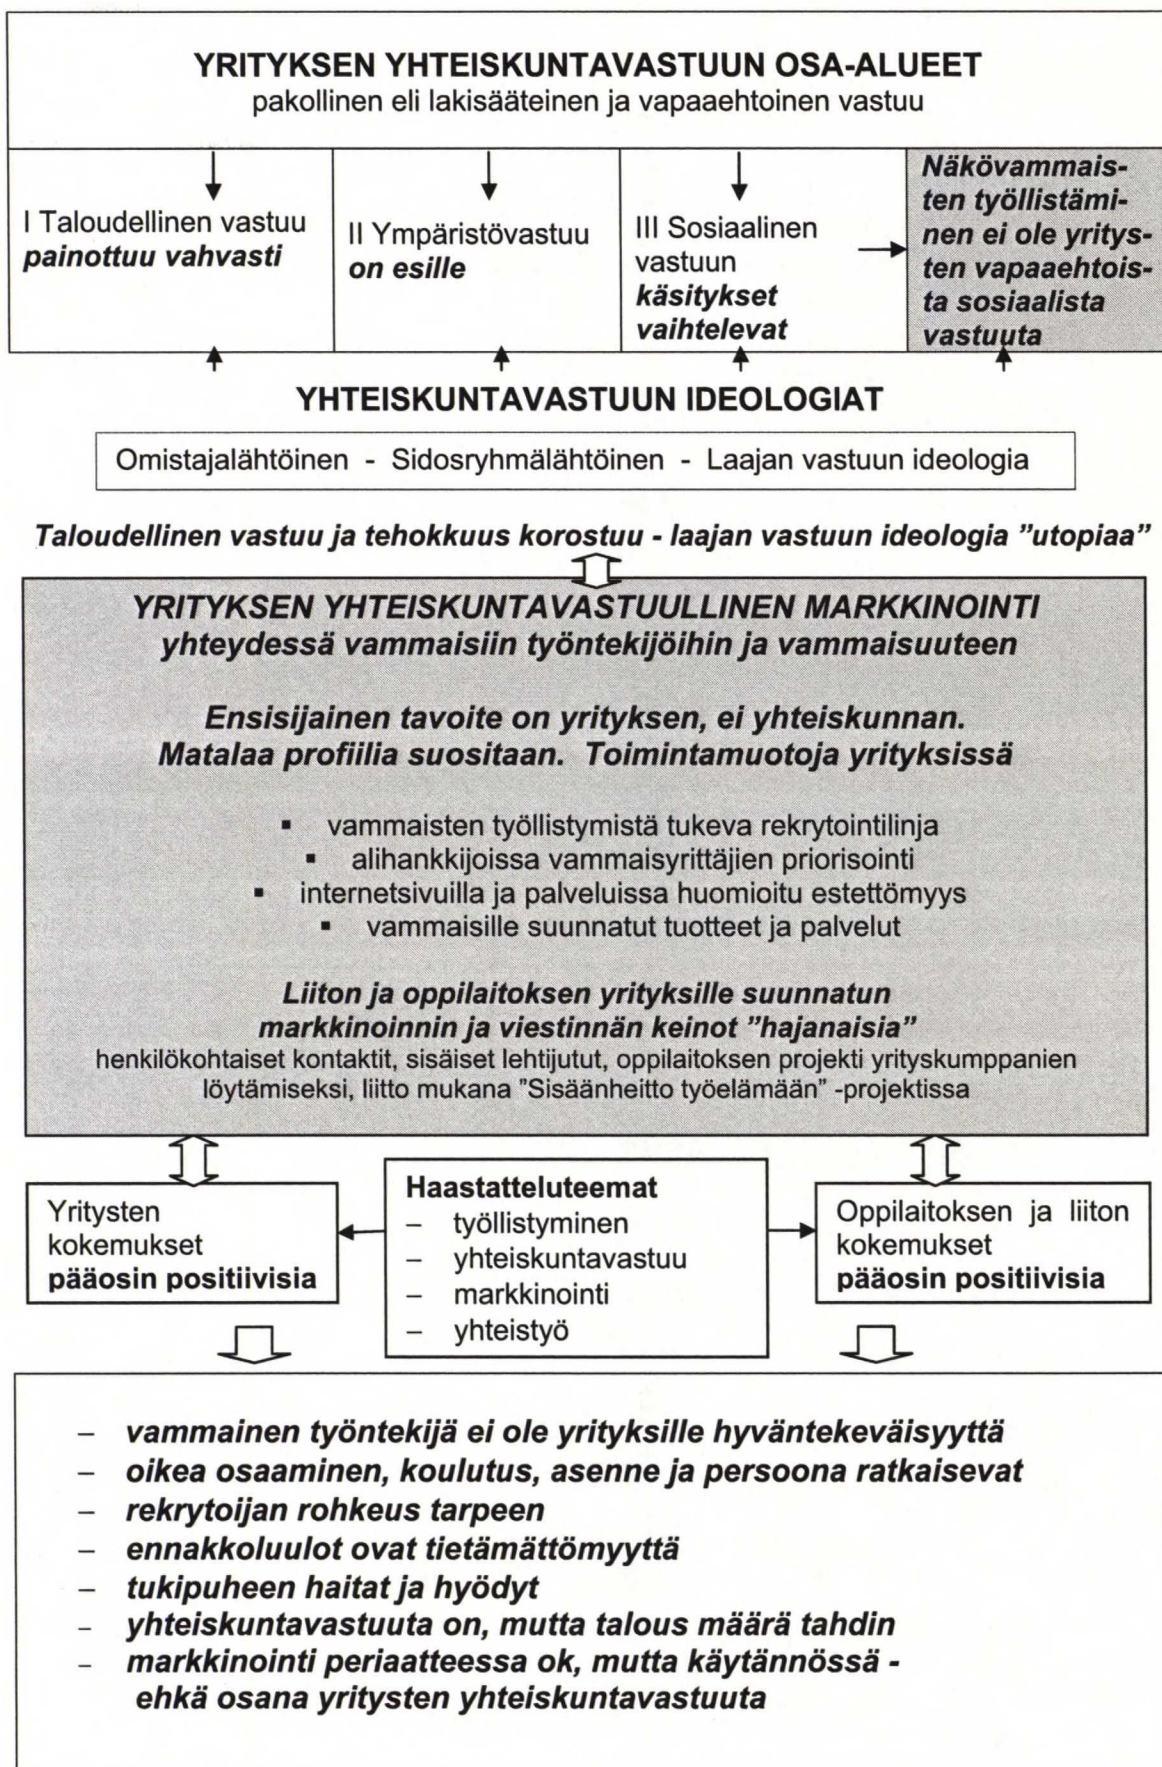 YRITYKSEN YHTEISKUNTAVASTUUN OSA-ALUEET
pakollinen eli lakisääteinen ja vapaaehtoinen vastuu
I Taloudellinen vastuu
painottuu vahvasti
II Ympäristövastuu
on esille
III Sosiaalinen
vastuun
käsitykset
vaihtelevat
Näkövammais-
ten työllistämi-
nen ei ole yritys-
ten vapaaehtois-
ta sosiaalista
vastuuta
YHTEISKUNTAVASTUUN IDEOLOGIAT
Omistajalähtöinen - Sidosryhmälähtöinen - Laajan vastuun ideologia
Taloudellinen vastuu ja tehokkuus korostuu - laajan vastuun ideologia ”utopiaa”
YRITYKSEN YHTEISKUNTAVASTUULLINEN MARKKINOINTI
yhteydessä vammaisiin työntekijöihin ja vammaisuuteen
Ensisijainen tavoite on yrityksen, ei yhteiskunnan.
Matalaa profiilia suositaan. Toimintamuotoja yrityksissä
▪ vammaisten työllistymistä tukeva rekrytointilinja
▪ alihankkijoissa vammaisyrittäjien priorisointi
▪ internetsivuilla ja palveluissa huomioitu estettömyys
▪ vammaisille suunnatut tuotteet ja palvelut
Liiton ja oppilaitoksen yrityksille suunnatun
markkinoinnin ja viestinnän keinot ”hajanaisia”
henkilökohtaiset kontaktit, sisäiset lehtijutut, oppilaitoksen projekti yrityskumppanien
löytämiseksi, liitto mukana ”Sisäänheitto työelämään” -projektissa
Yritysten
kokemukset
pääosin positiivisia
Haastatteluteemat
– työllistyminen
– yhteiskuntavastuu
– markkinointi
– yhteistyö
Oppilaitoksen ja liiton
kokemukset
pääosin positiivisia
– vammainen työntekijä ei ole yrityksille hyväntekeväisyyttä
– oikea osaaminen, koulutus, asenne ja persoona ratkaisevat
– rekrytoijan rohkeus tarpeen
– ennakkoluulot ovat tietämättömyyttä
– tukipuheen haitat ja hyödyt
– yhteiskuntavastuuta on, mutta talous määrä tahdin
– markkinointi periaatteessa ok, mutta käytännössä -
ehkä osana yritysten yhteiskuntavastuuta